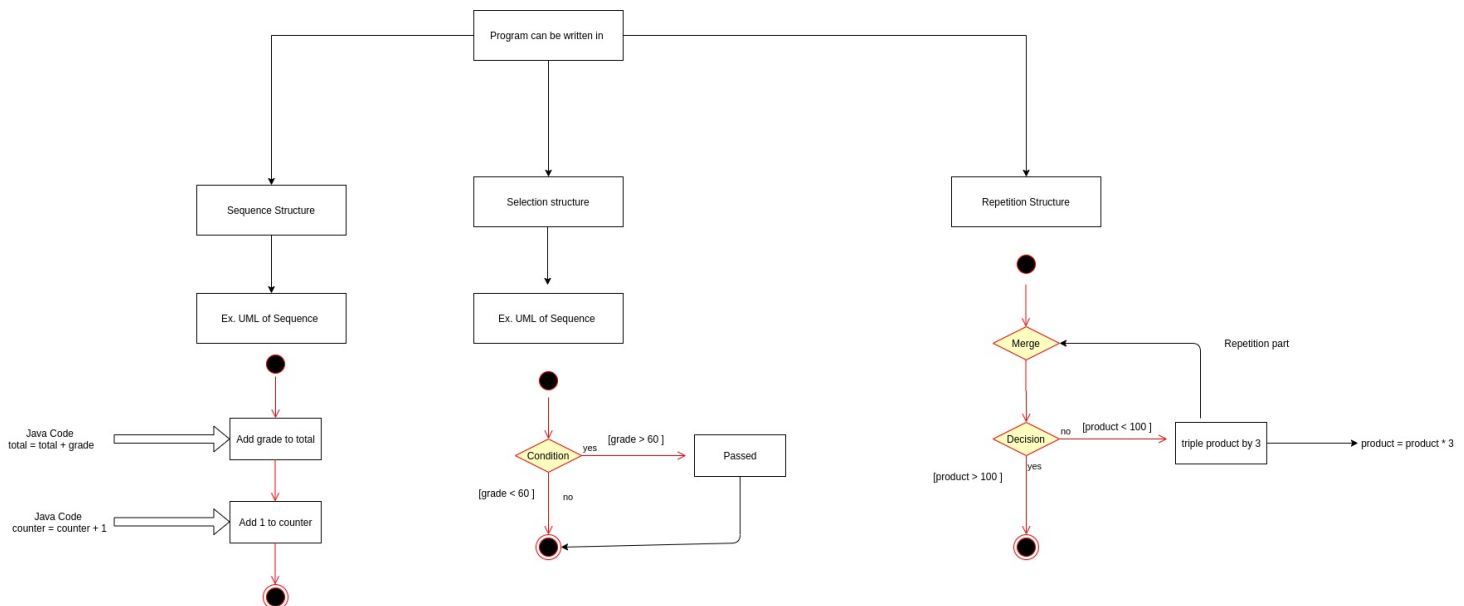 Program can be written in
Sequence Structure
Selection structure
Repetition Structure
Ex. UML of Sequence
Ex. UML of Sequence
Java Code
total = total + grade
Add grade to total
Java Code
counter = counter + 1
Add 1 to counter
Condition
yes
[grade > 60 ]
Passed
[grade < 60 ]
no
Merge
Repetition part
Decision
no
[product < 100 ]
triple product by 3
product = product * 3
[product > 100 ]
yes